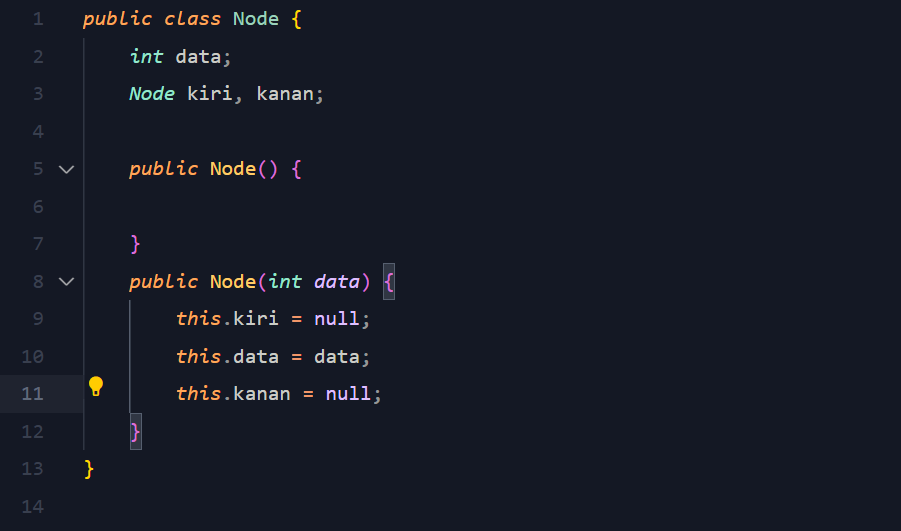 1 public class Node {
2 int data;
3 Node kiri, kanan;
4
5 public Node() {
6
7 }
8 public Node(int data) {
9 this.kiri = null;
10 this.data = data;
11 this.kanan = null;
12 }
13 }
14